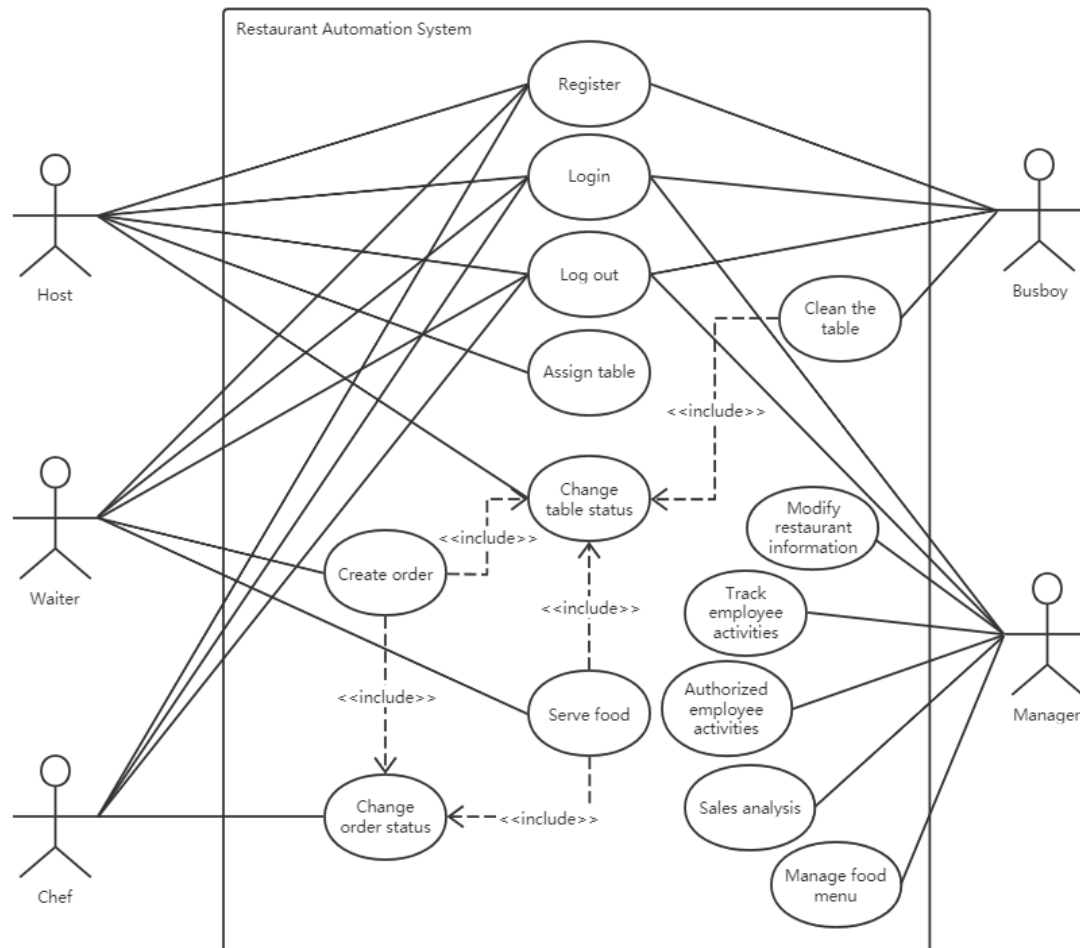 Restaurant Automation System
Register
Login
Log out
Host
Busboy
Clean the
table
Assign table
<<include>>
Change
table status
Modify
restaurant
information
<<include>>
Create order
Waiter
Track
employee
activities
<<include>>
<<include>>
Authorized
employee
activities
Serve food
Manager
Change
order status
<<include>>
Sales analysis
Chef
Manage food
menu